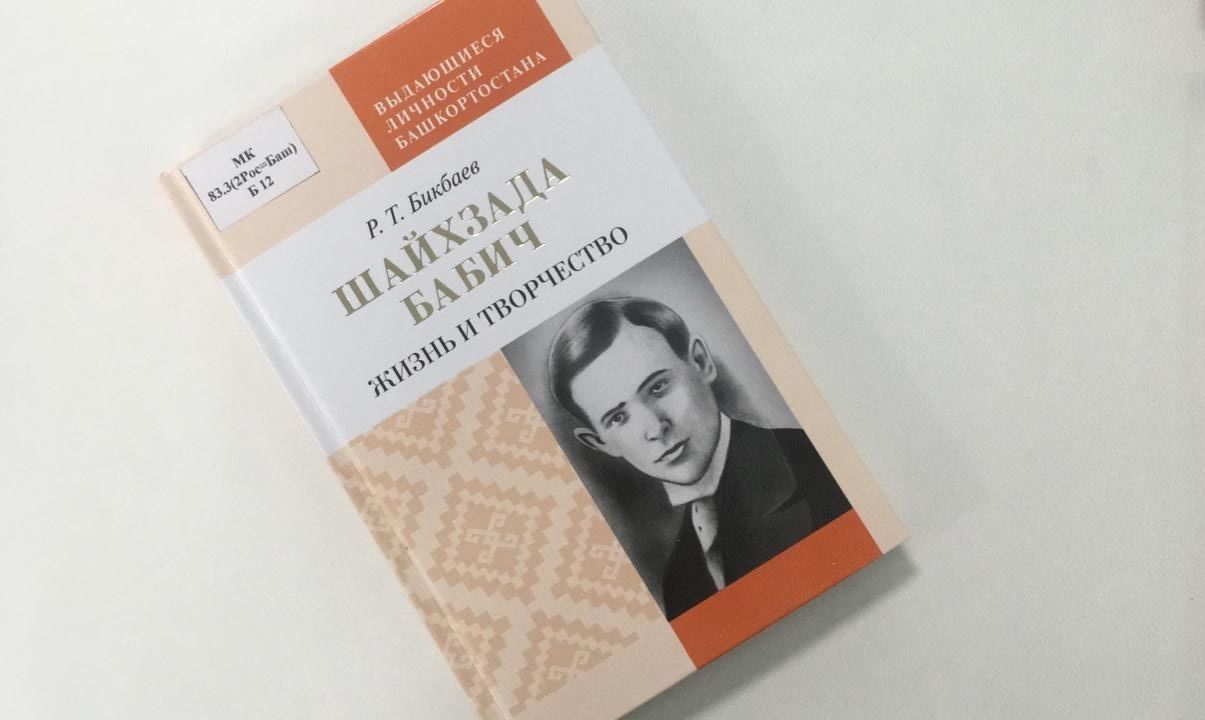 ВЫДАЮЩИЕСЯ
ЛИЧНОСТИ
БАШКОРТОСТАНА
МК
83.3(2Рос=Баш)
Б 12
Р. Т. Бикбаев
ШАЙХЗАДА
БАБИЧ
ЖИЗНЬ И ТВОРЧЕСТВО